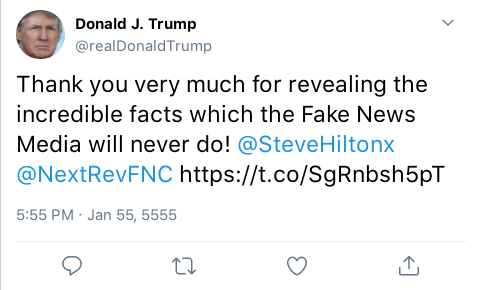 Donald J. Trump
@realDonaldTrump
Thank you very much for revealing the
incredible facts which the Fake News
Media will never do! @SteveHiltonx
@NextRevFNC https://t.co/SgRnbsh5pT
5:55 PM · Jan 55, 5555